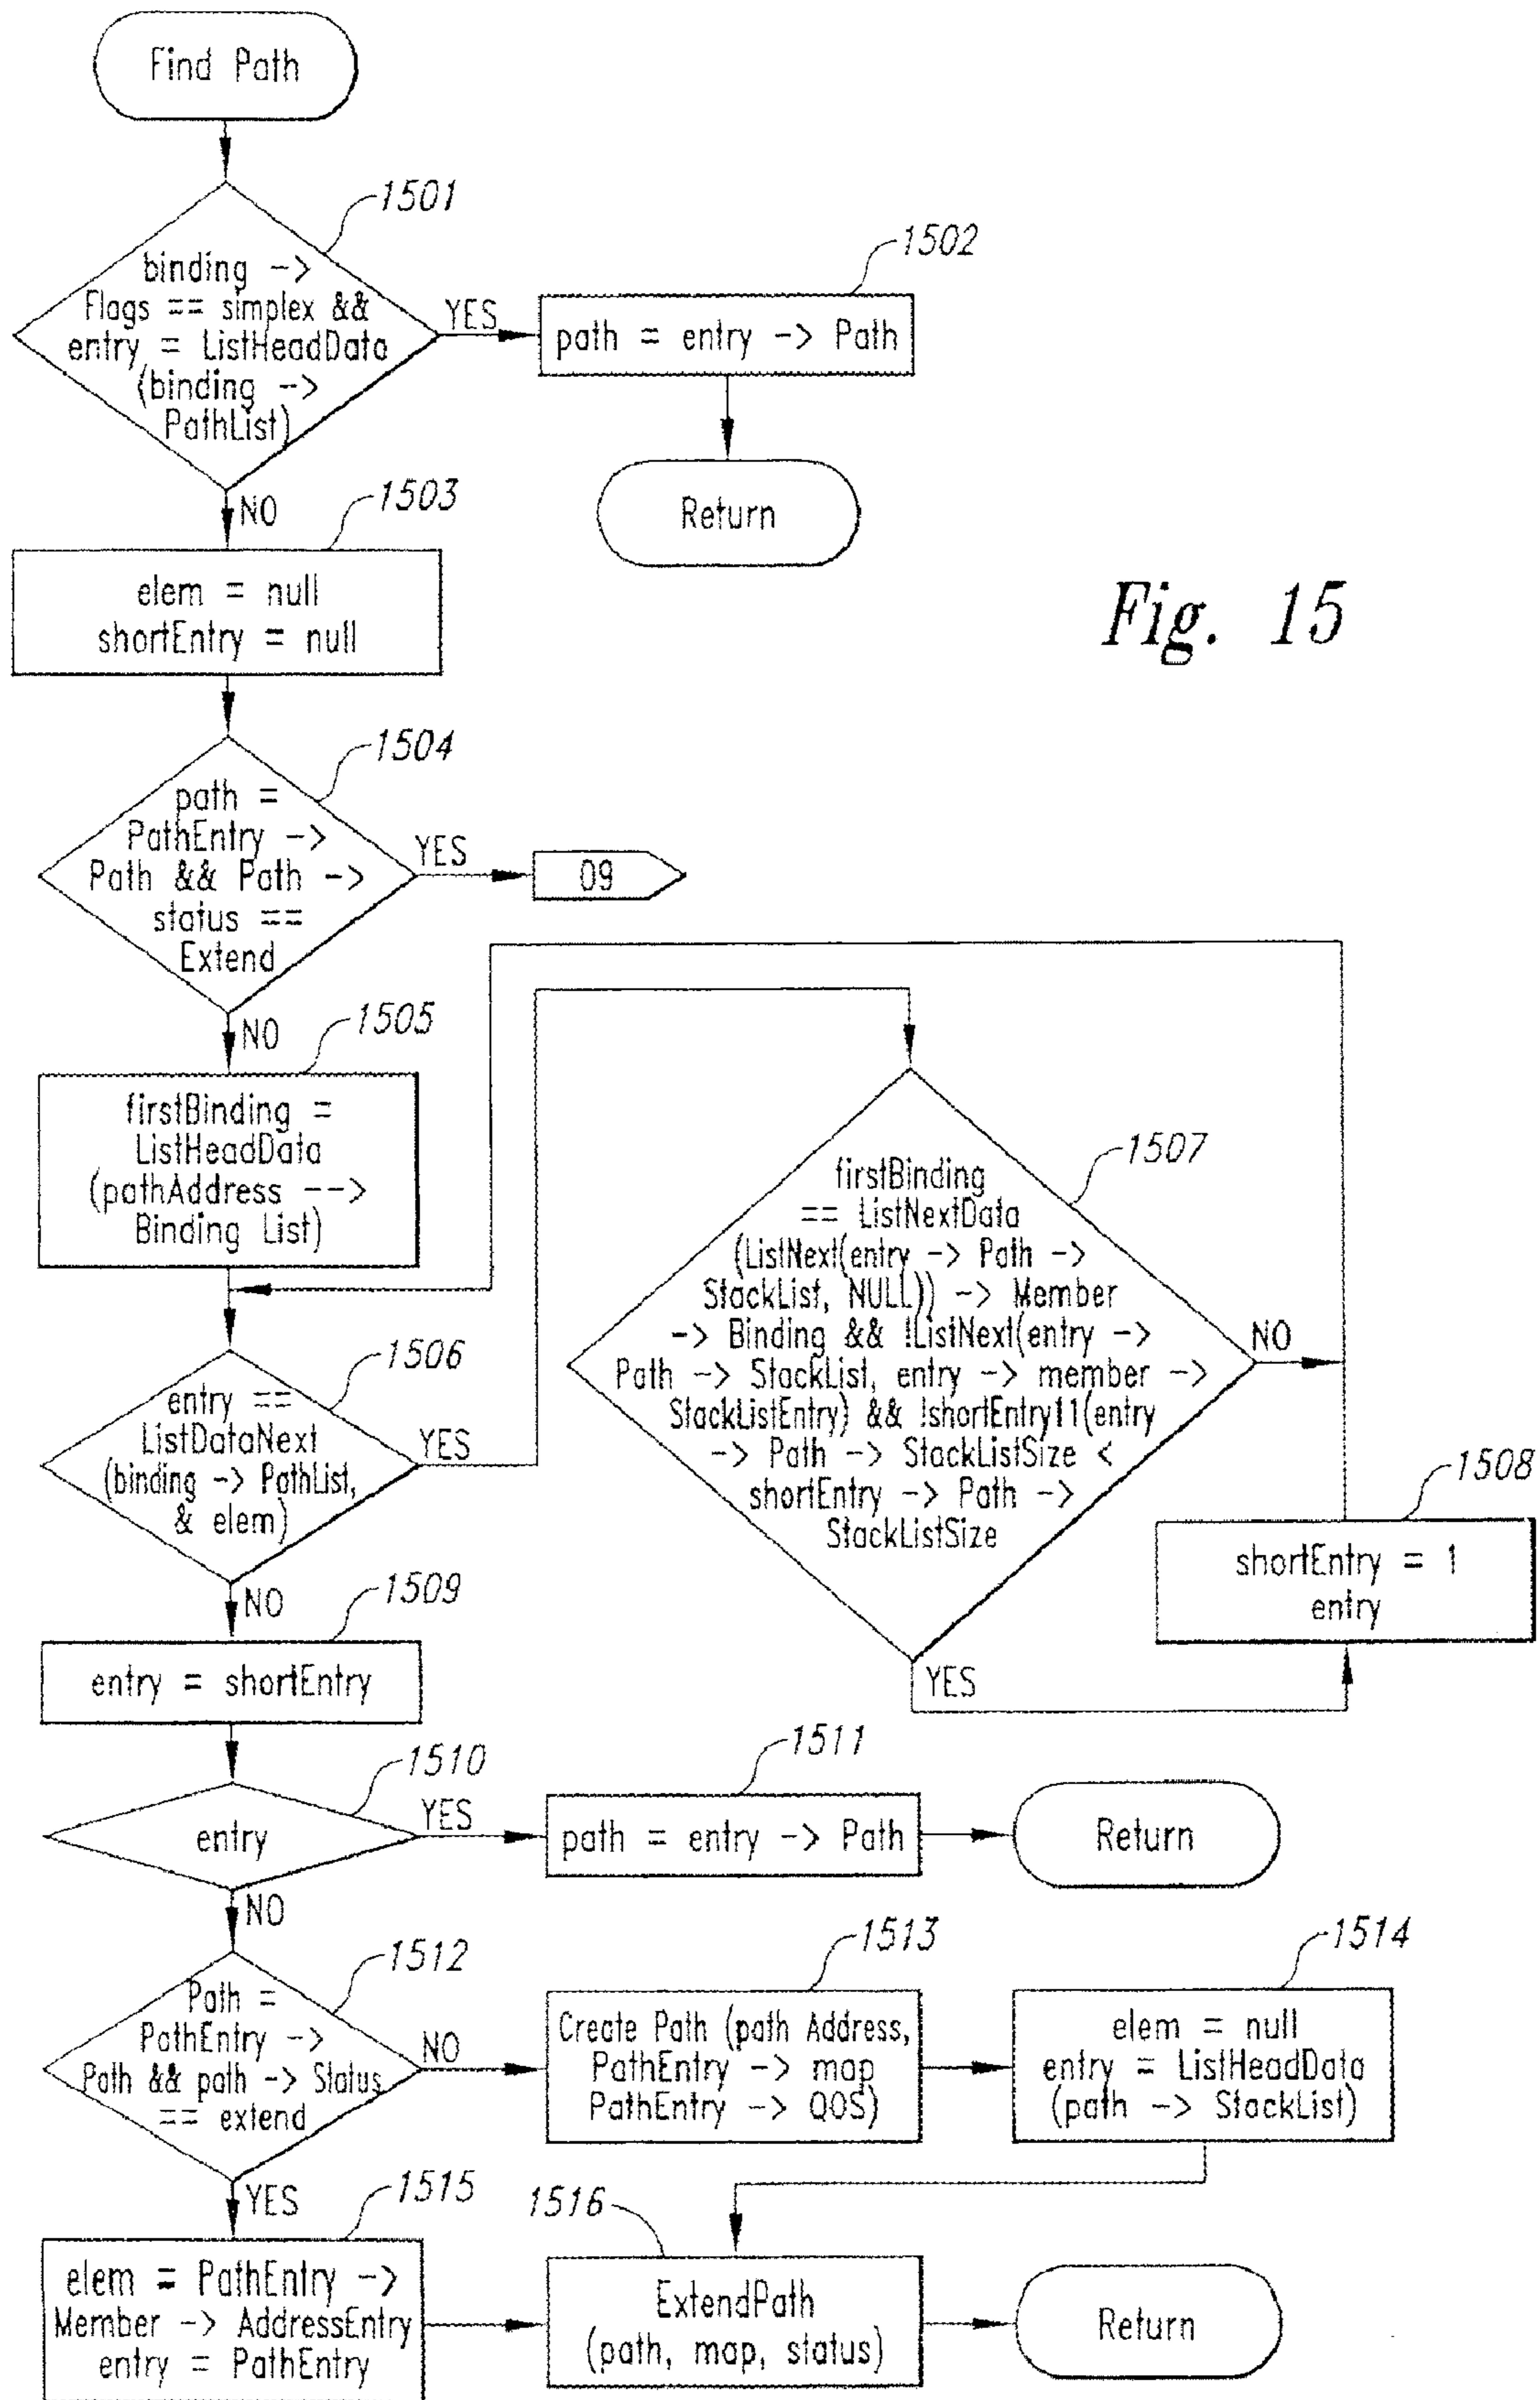 Find Path
1501
binding ->
Flags == simplex &&
entry = ListHeadData
(binding ->
PathList)
YES
1502
path = entry -> Path
Return
NO
1503
elem = null
shortEntry = null
Fig. 15
1504
path =
PathEntry ->
Path && Path ->
status ==
Extend
YES
09
NO
1505
firstBinding =
ListHeadData
(pathAddress -->
Binding List)
1506
entry ==
ListDataNext
(binding -> PathList,
& elem)
YES
1507
firstBinding
== ListNextData
(ListNext(entry -> Path ->
StackList, NULL)) -> Member
-> Binding && !ListNext(entry ->
Path -> StackList, entry -> member ->
StackListEntry) && !shortEntry11(entry
-> Path -> StackListSize <
shortEntry -> Path ->
StackListSize
NO
1508
shortEntry = 1
entry
YES
NO
1509
entry = shortEntry
1510
entry
YES
1511
path = entry -> Path
Return
NO
1512
Path =
PathEntry ->
Path && path -> Status
== extend
NO
1513
Create Path (path Address,
PathEntry -> map
PathEntry -> QOS)
1514
elem = null
entry = ListHeadData
(path -> StackList)
YES
1515
elem = PathEntry ->
Member -> AddressEntry
entry = PathEntry
1516
ExtendPath
(path, map, status)
Return